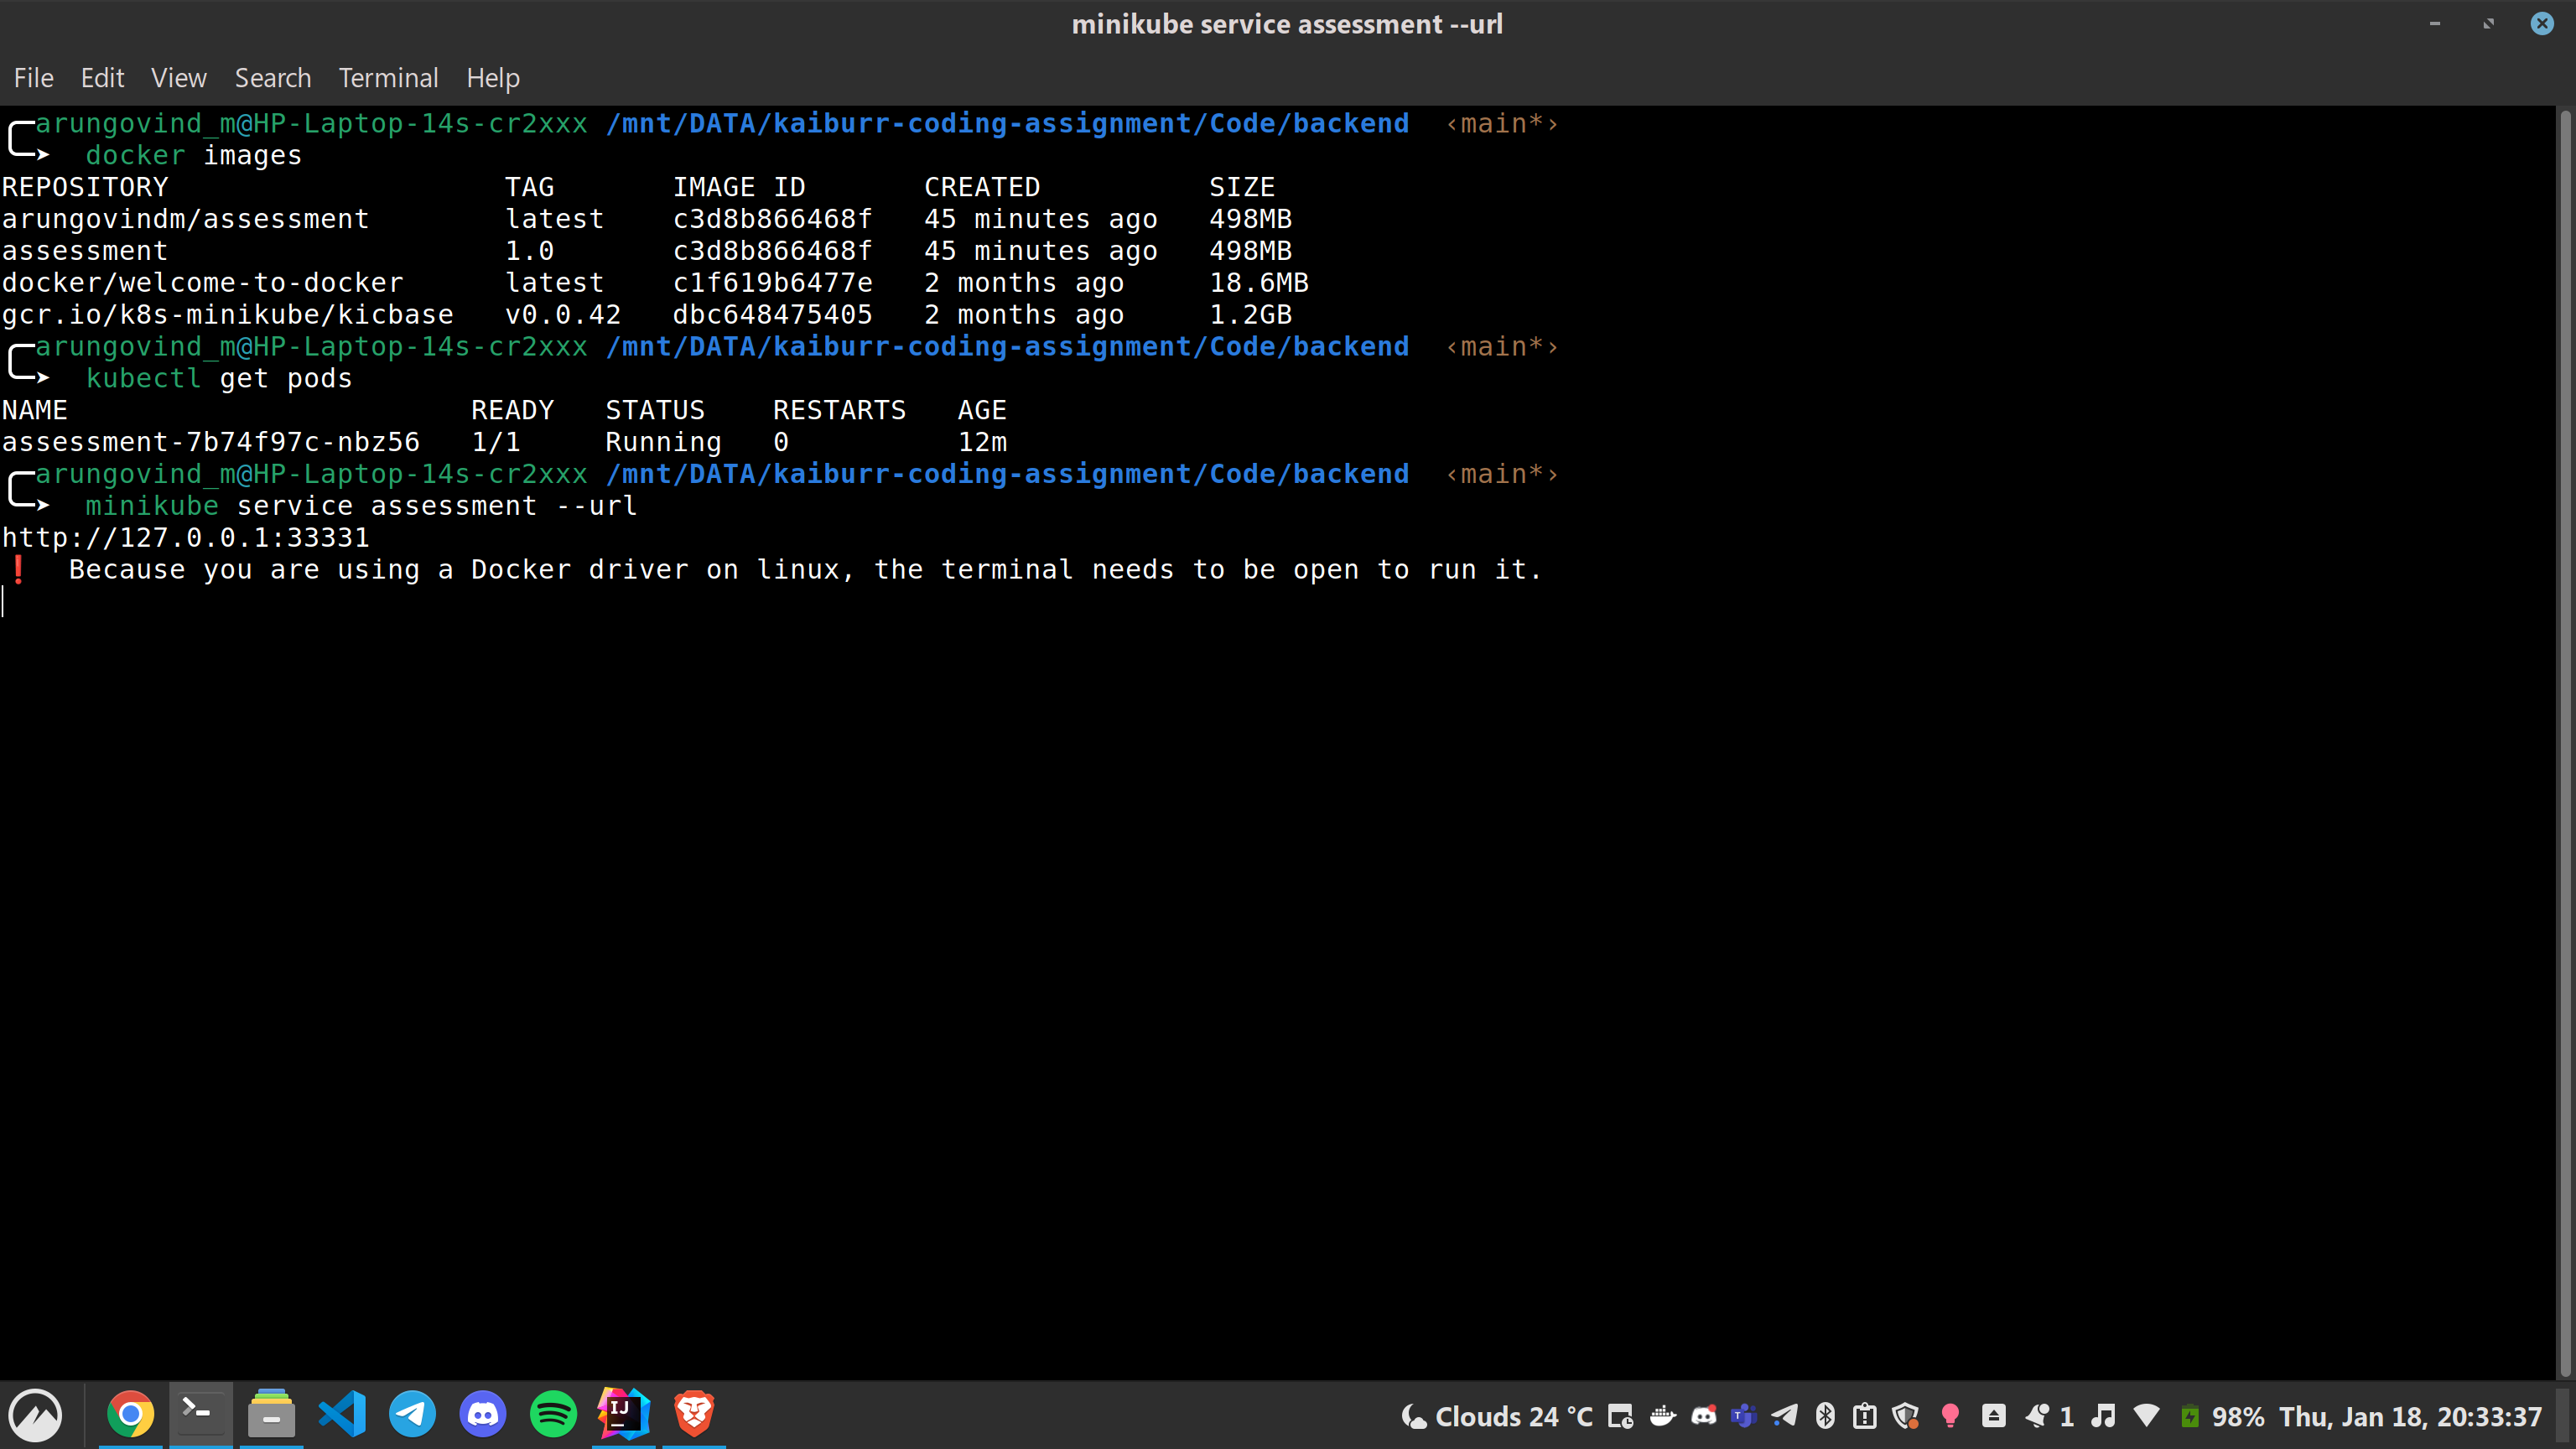 minikube service assessment --url
File Edit View Search Terminal Help
arungovind_m@HP-Laptop-14s-cr2xxx /mnt/DATA/kaiburr-coding-assignment/Code/backend ‹main*›
➤ docker images
REPOSITORY TAG IMAGE ID CREATED SIZE
arungovindm/assessment latest c3d8b866468f 45 minutes ago 498MB
assessment 1.0 c3d8b866468f 45 minutes ago 498MB
docker/welcome-to-docker latest c1f619b6477e 2 months ago 18.6MB
gcr.io/k8s-minikube/kicbase v0.0.42 dbc648475405 2 months ago 1.2GB
arungovind_m@HP-Laptop-14s-cr2xxx /mnt/DATA/kaiburr-coding-assignment/Code/backend ‹main*›
➤ kubectl get pods
NAME READY STATUS RESTARTS AGE
assessment-7b74f97c-nbz56 1/1 Running 0 12m
arungovind_m@HP-Laptop-14s-cr2xxx /mnt/DATA/kaiburr-coding-assignment/Code/backend ‹main*›
➤ minikube service assessment --url
http://127.0.0.1:33331
❗ Because you are using a Docker driver on linux, the terminal needs to be open to run it.
IJ Clouds 24 °C 1 98% Thu, Jan 18, 20:33:37